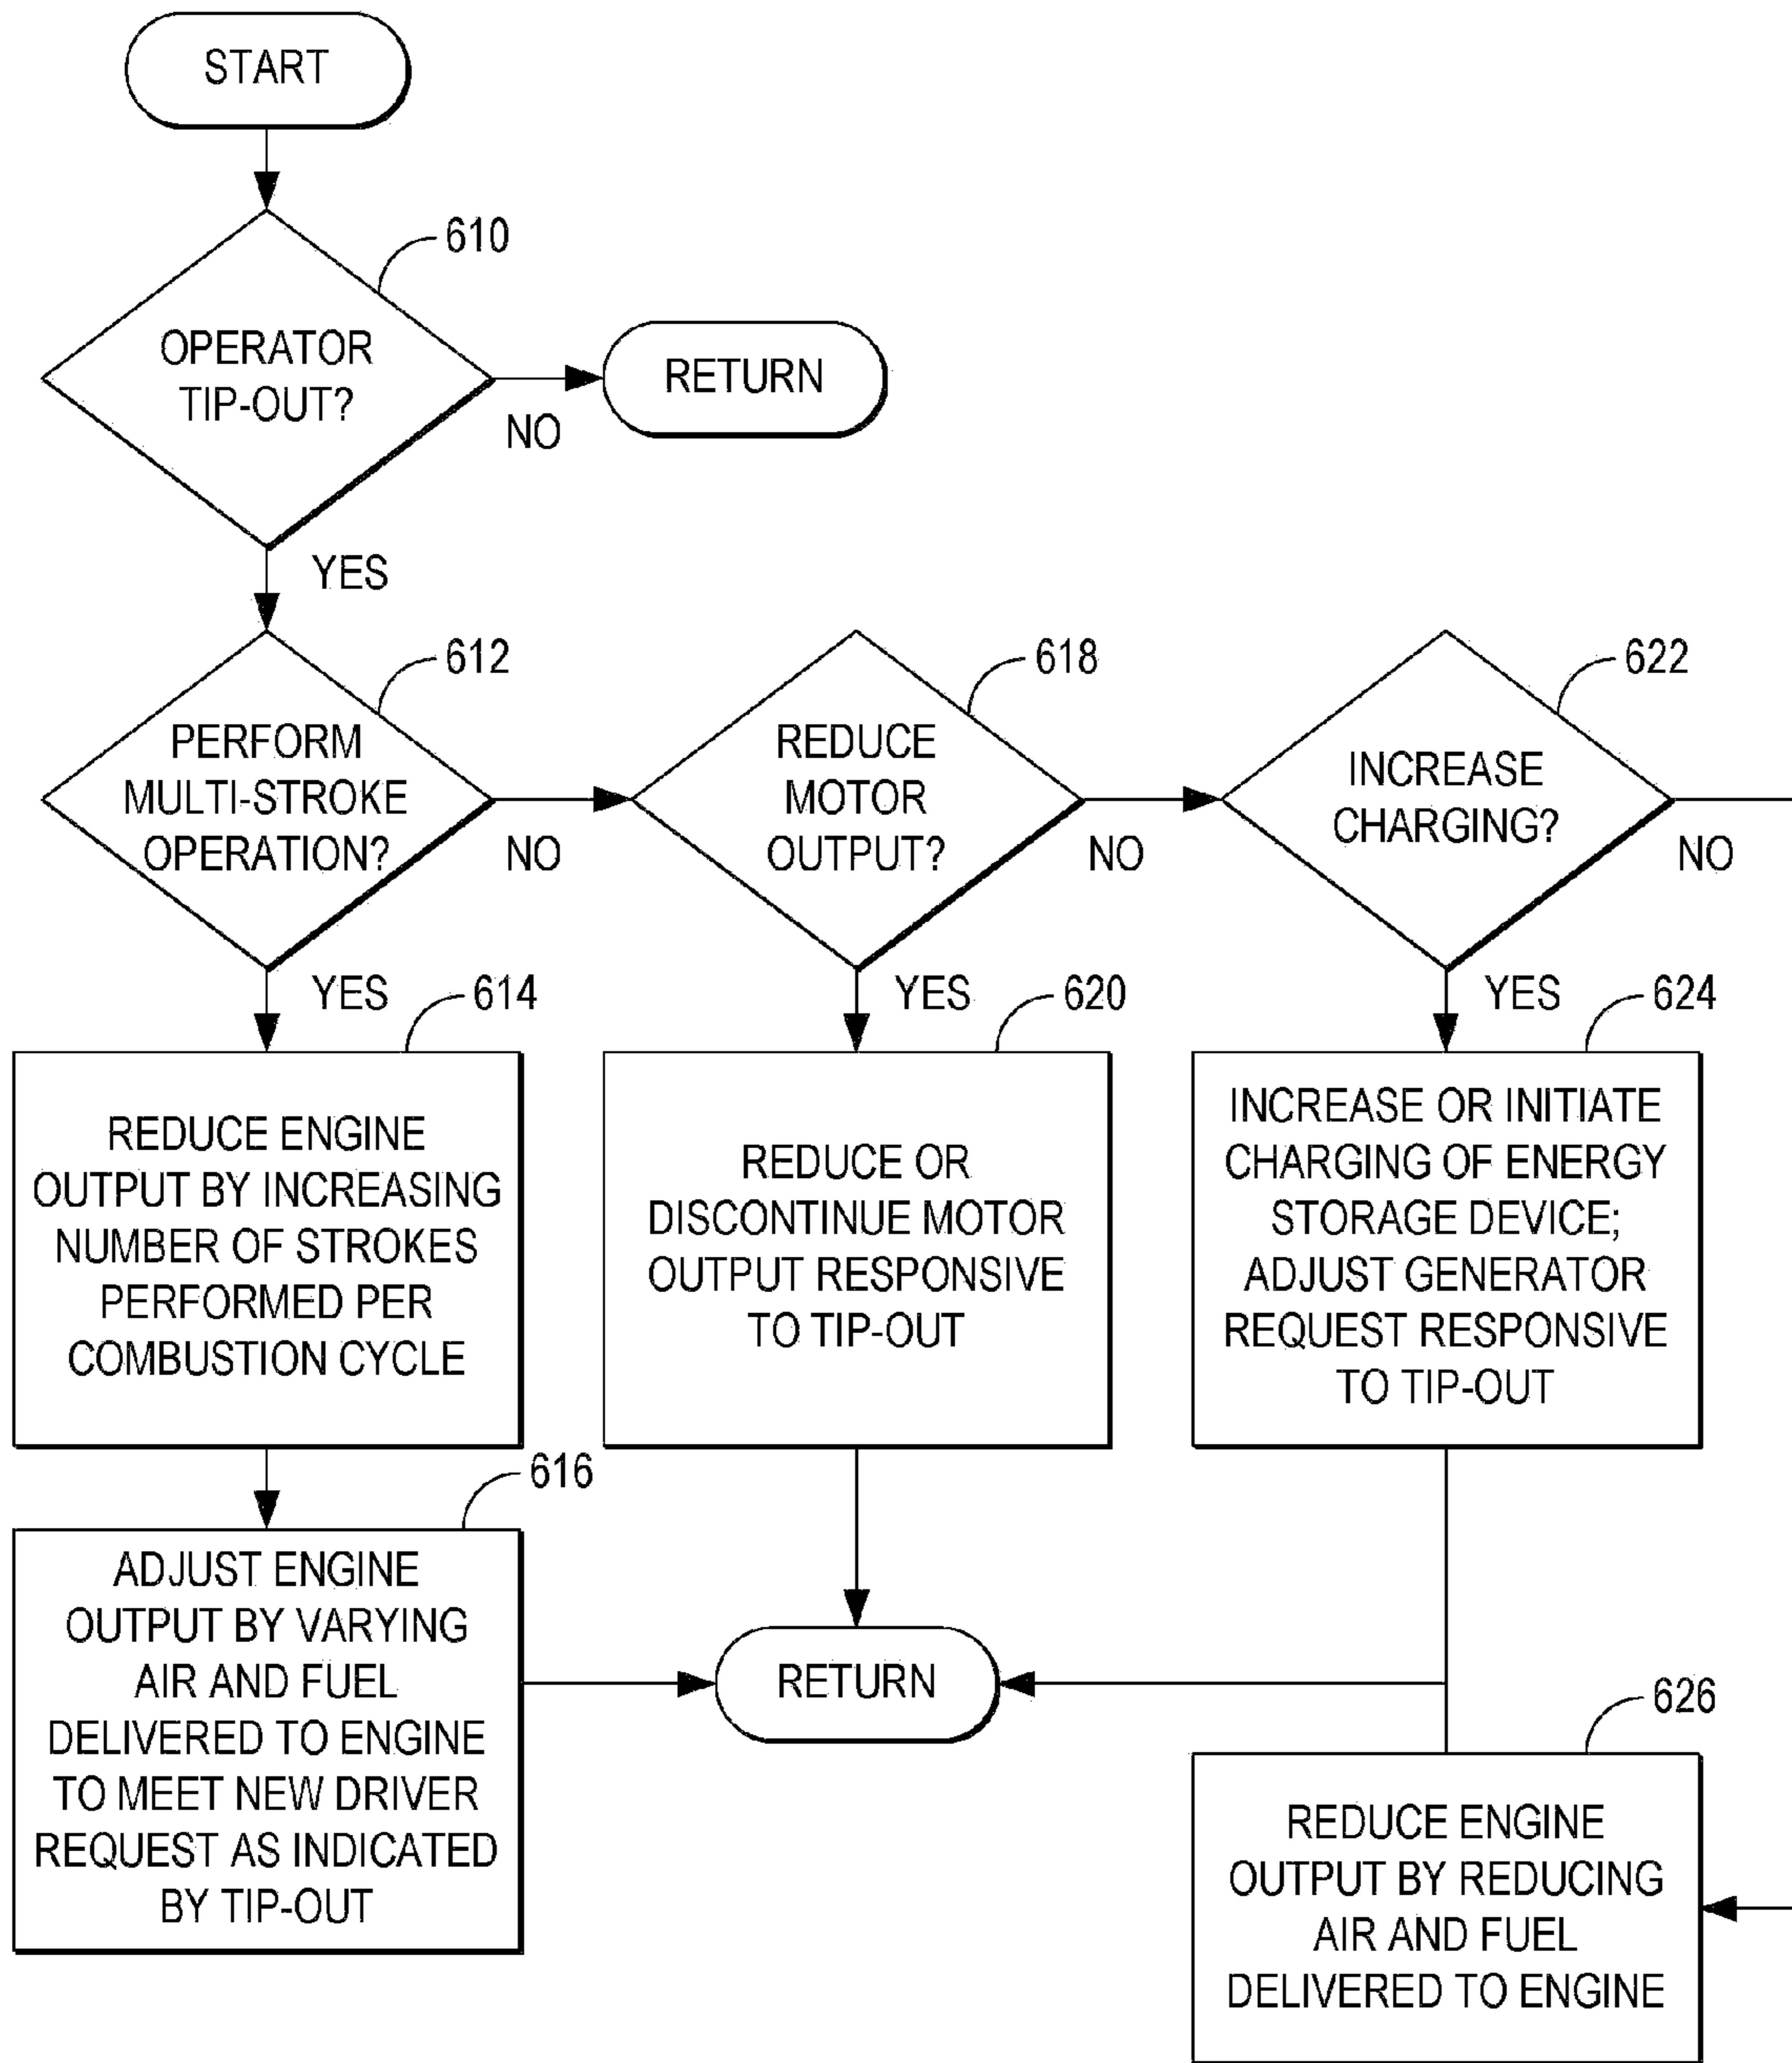 START
610
OPERATOR
TIP-OUT?
NO
RETURN
YES
612
PERFORM
MULTI-STROKE
OPERATION?
NO
618
REDUCE
MOTOR
OUTPUT?
NO
622
INCREASE
CHARGING?
NO
YES
614
REDUCE ENGINE
OUTPUT BY INCREASING
NUMBER OF STROKES
PERFORMED PER
COMBUSTION CYCLE
YES
620
REDUCE OR
DISCONTINUE MOTOR
OUTPUT RESPONSIVE
TO TIP-OUT
YES
624
INCREASE OR INITIATE
CHARGING OF ENERGY
STORAGE DEVICE;
ADJUST GENERATOR
REQUEST RESPONSIVE
TO TIP-OUT
616
ADJUST ENGINE
OUTPUT BY VARYING
AIR AND FUEL
DELIVERED TO ENGINE
TO MEET NEW DRIVER
REQUEST AS INDICATED
BY TIP-OUT
RETURN
626
REDUCE ENGINE
OUTPUT BY REDUCING
AIR AND FUEL
DELIVERED TO ENGINE